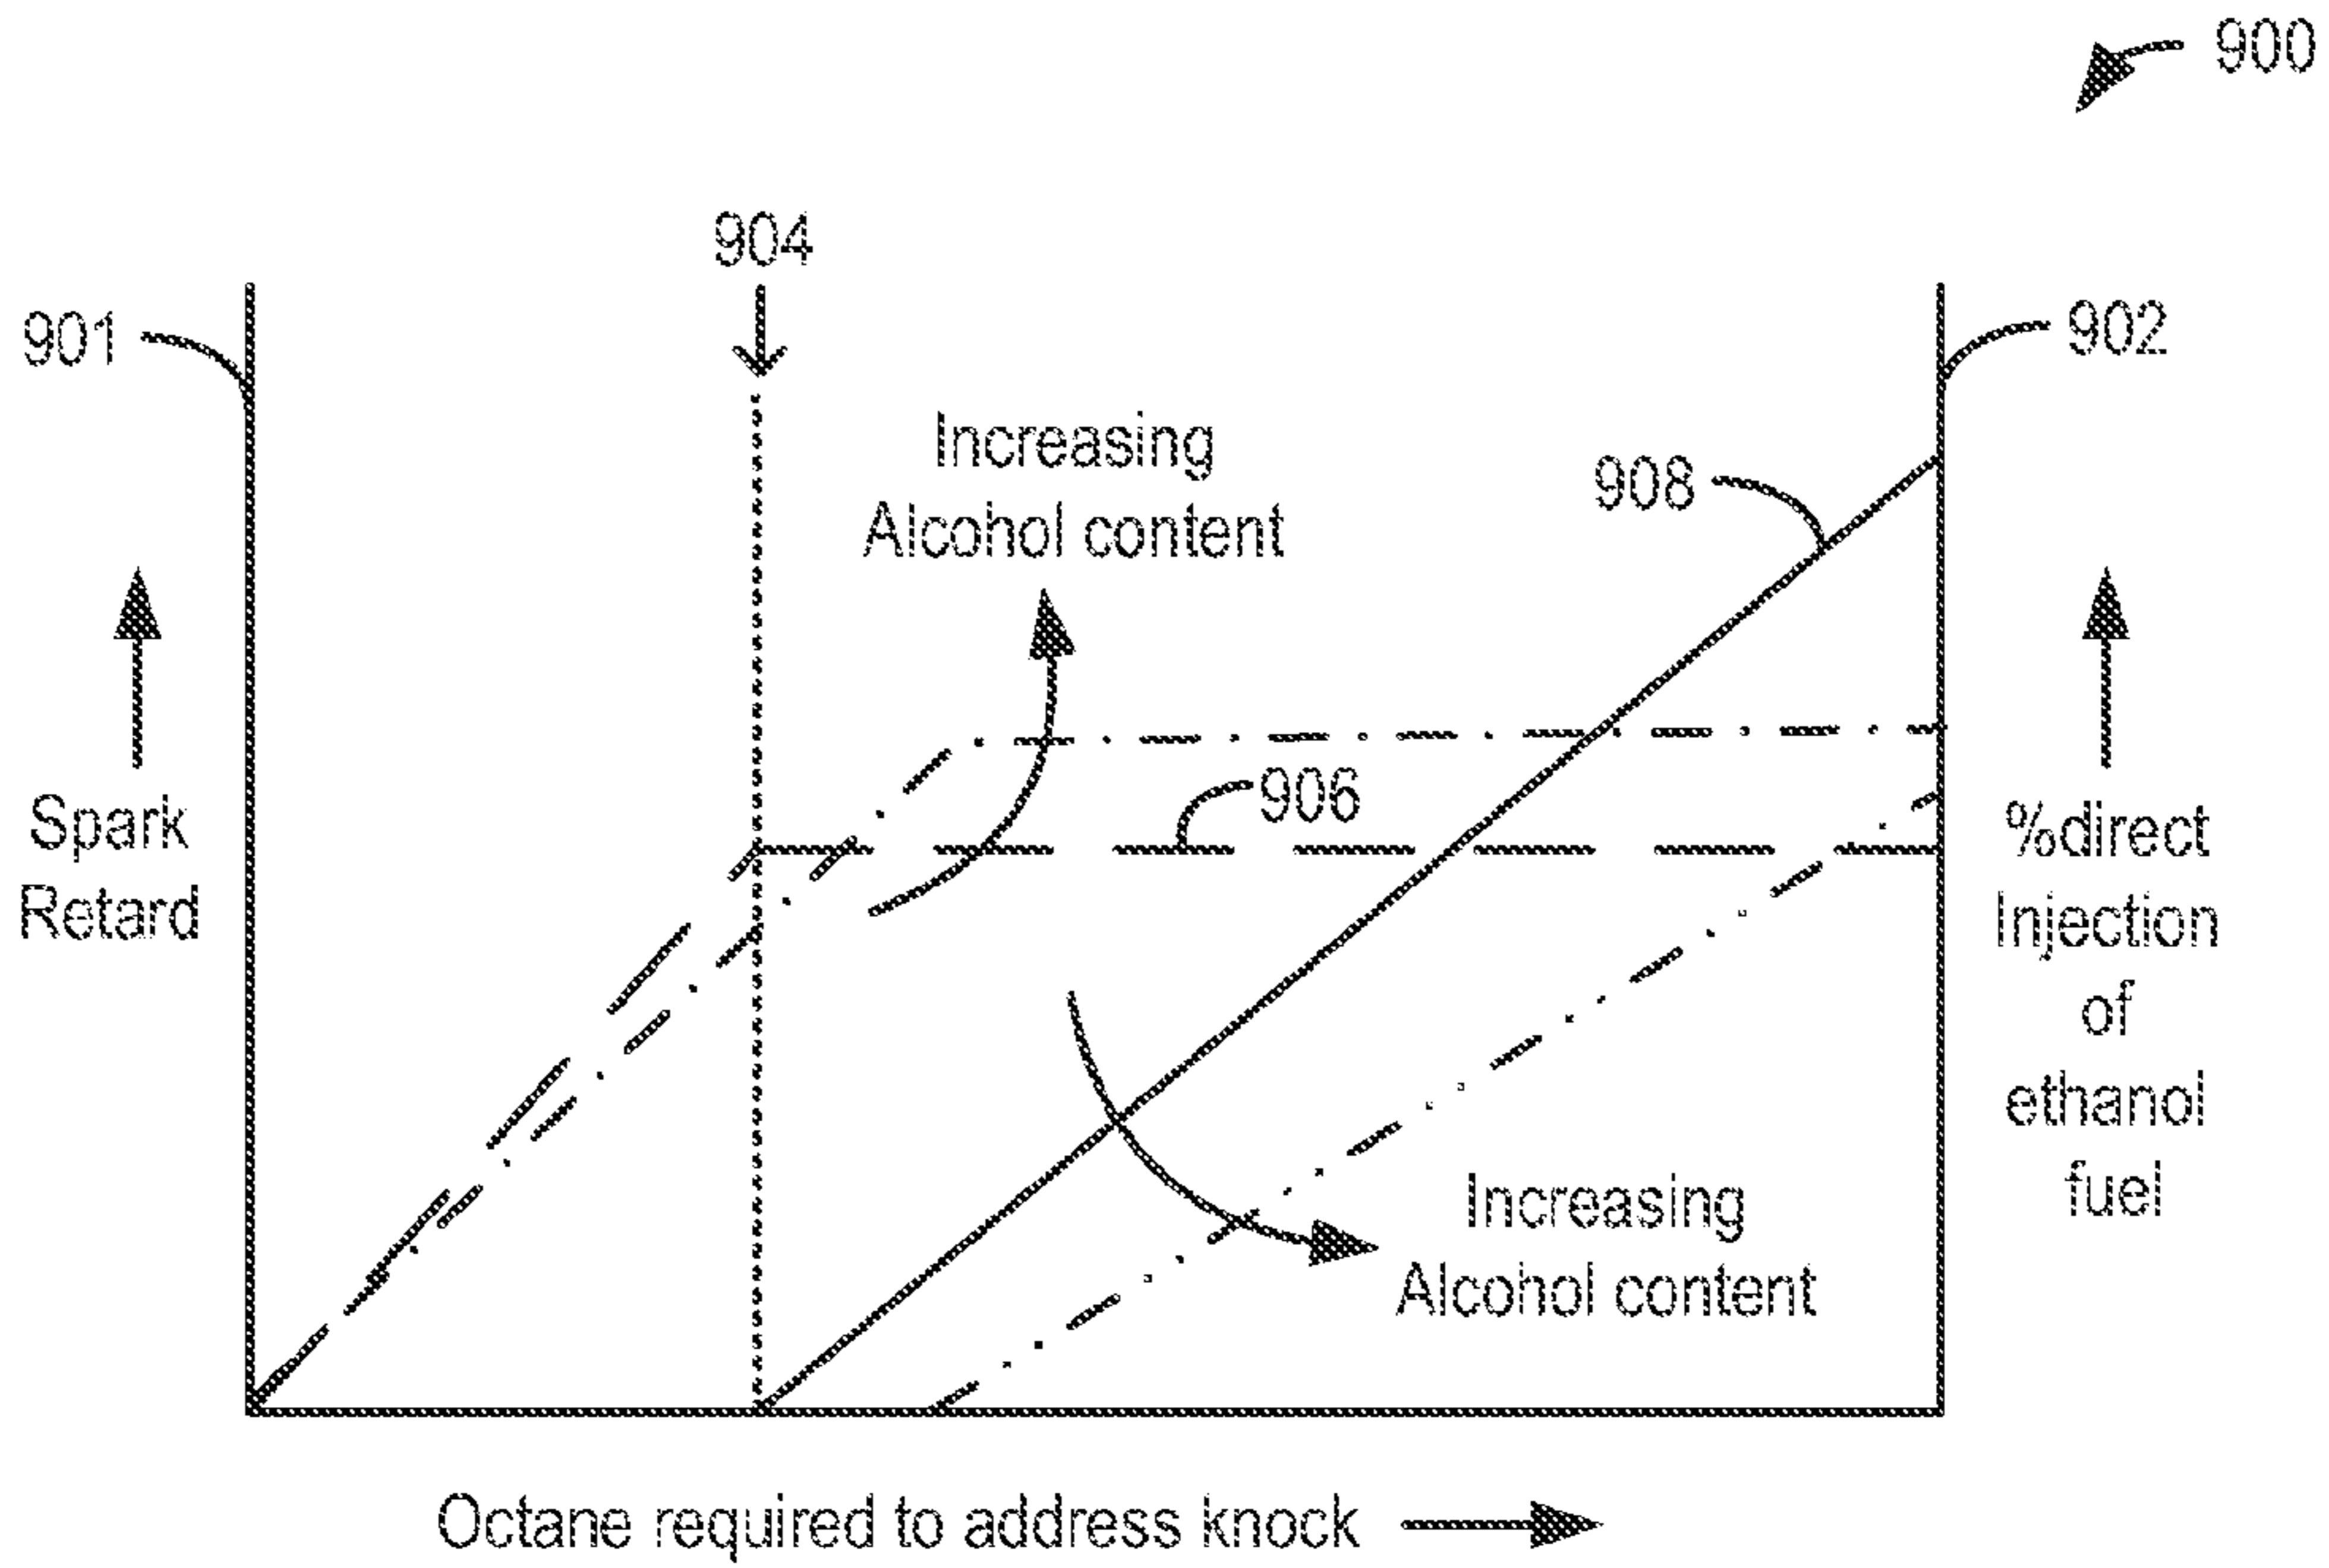 900
904
901
902
Increasing
Alcohol content
908
906
Spark
Retard
%direct
Injection
of
ethanol
fuel
Increasing
Alcohol content
Octane required to address knock